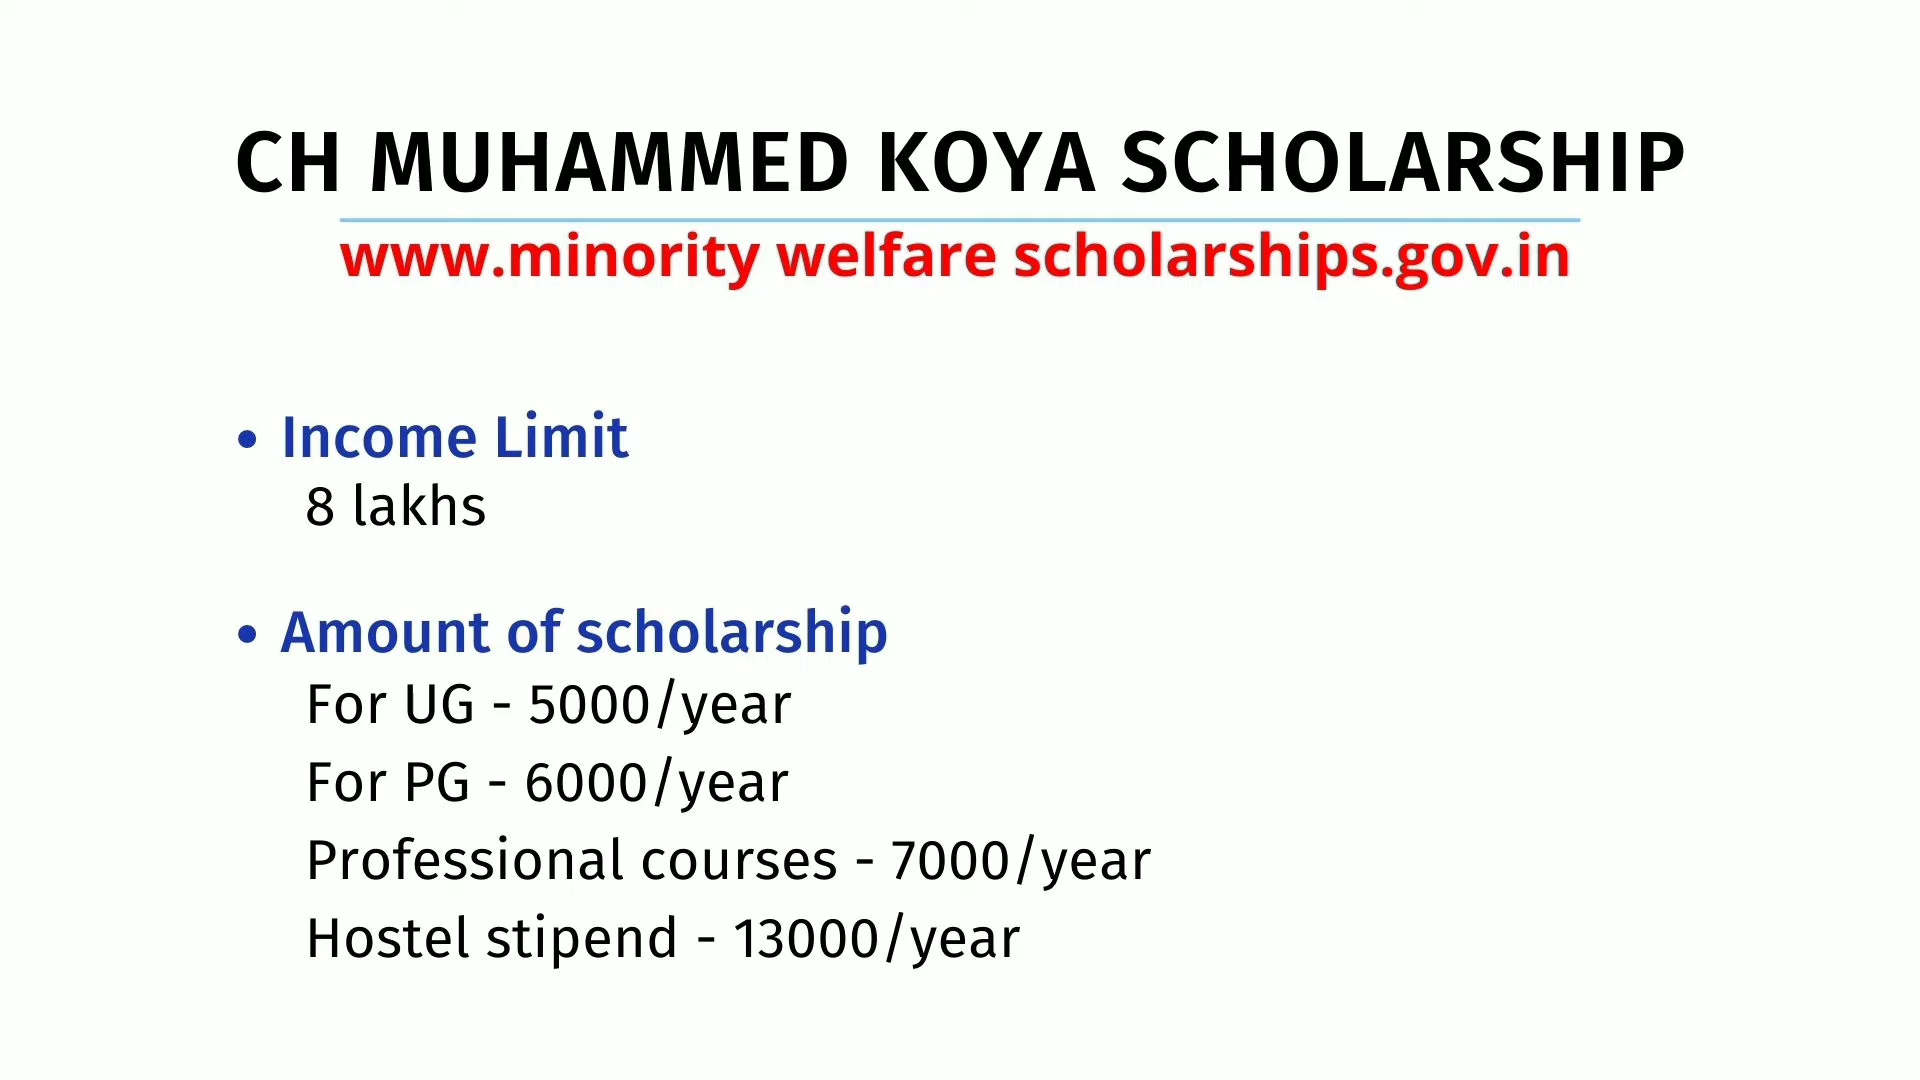 CH MUHAMMED KOYA SCHOLARSHIP
www.minority welfare scholarships.gov.in
• Income Limit
8 lakhs
• Amount of scholarship
For UG - 5000/year
For PG - 6000/year
Professional courses - 7000/year
Hostel stipend - 13000/year